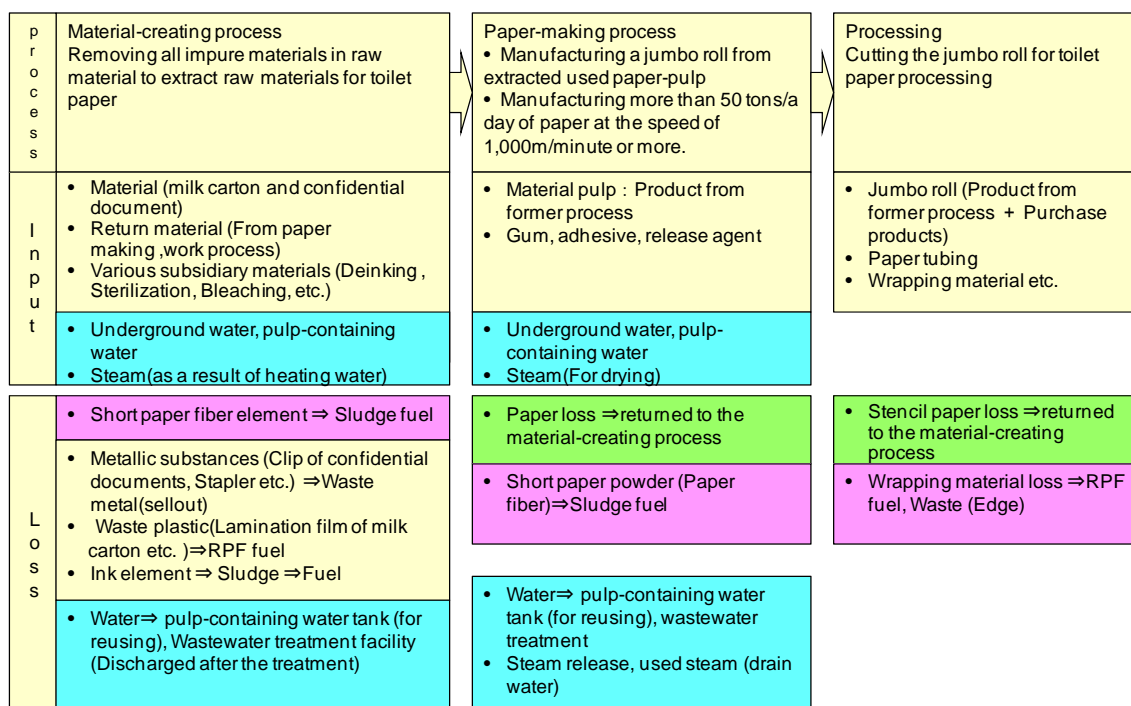 process
Material-creating process
Removing all impure materials in raw
material to extract raw materials for toilet
paper
Paper-making process
• Manufacturing a jumbo roll from
extracted used paper-pulp
• Manufacturing more than 50 tons/a
day of paper at the speed of
1,000m/minute or more.
Processing
Cutting the jumbo roll for toilet
paper processing
Input
• Material (milk carton and confidential
document)
• Return material (From paper
making ,work process)
• Various subsidiary materials (Deinking ,
Sterilization, Bleaching, etc.)
• Material pulp : Product from
former process
• Gum, adhesive, release agent
• Jumbo roll (Product from
former process + Purchase
products)
• Paper tubing
• Wrapping material etc.
• Underground water, pulp-containing
water
• Steam(as a result of heating water)
• Underground water, pulp-
containing water
• Steam(For drying)
Loss
• Short paper fiber element ⇒ Sludge fuel
• Metallic substances (Clip of confidential
documents, Stapler etc.) ⇒Waste
metal(sellout)
• Waste plastic(Lamination film of milk
carton etc. )⇒RPF fuel
• Ink element ⇒ Sludge ⇒Fuel
• Water⇒ pulp-containing water tank (for
reusing), Wastewater treatment facility
(Discharged after the treatment)
• Paper loss ⇒returned to the
material-creating process
• Short paper powder (Paper
fiber)⇒Sludge fuel
• Water⇒ pulp-containing water
tank (for reusing), wastewater
treatment
• Steam release, used steam (drain
water)
• Stencil paper loss ⇒returned
to the material-creating
process
• Wrapping material loss ⇒RPF
fuel, Waste (Edge)